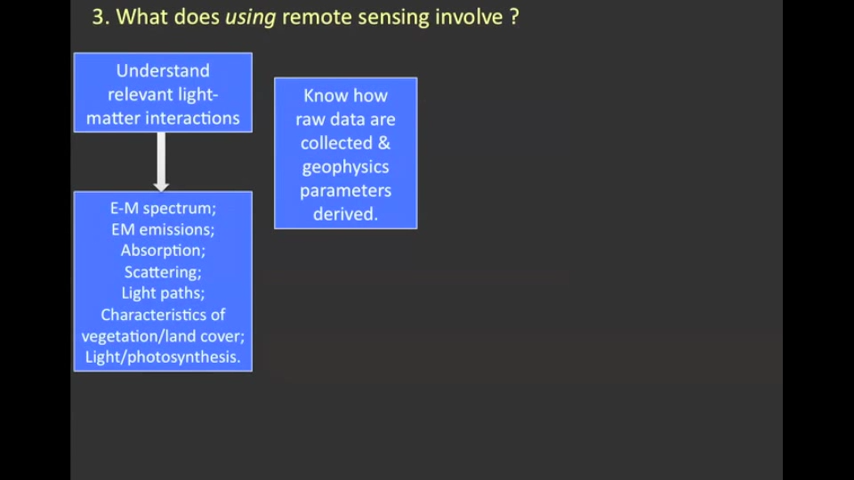 3. What does using remote sensing involve ?
Understand
relevant light-
matter interactions
E-M spectrum;
EM emissions;
Absorption;
Scattering;
Light paths;
Characteristics of
vegetation/land cover;
Light/photosynthesis.
Know how
raw data are
collected &
geophysics
parameters
derived.